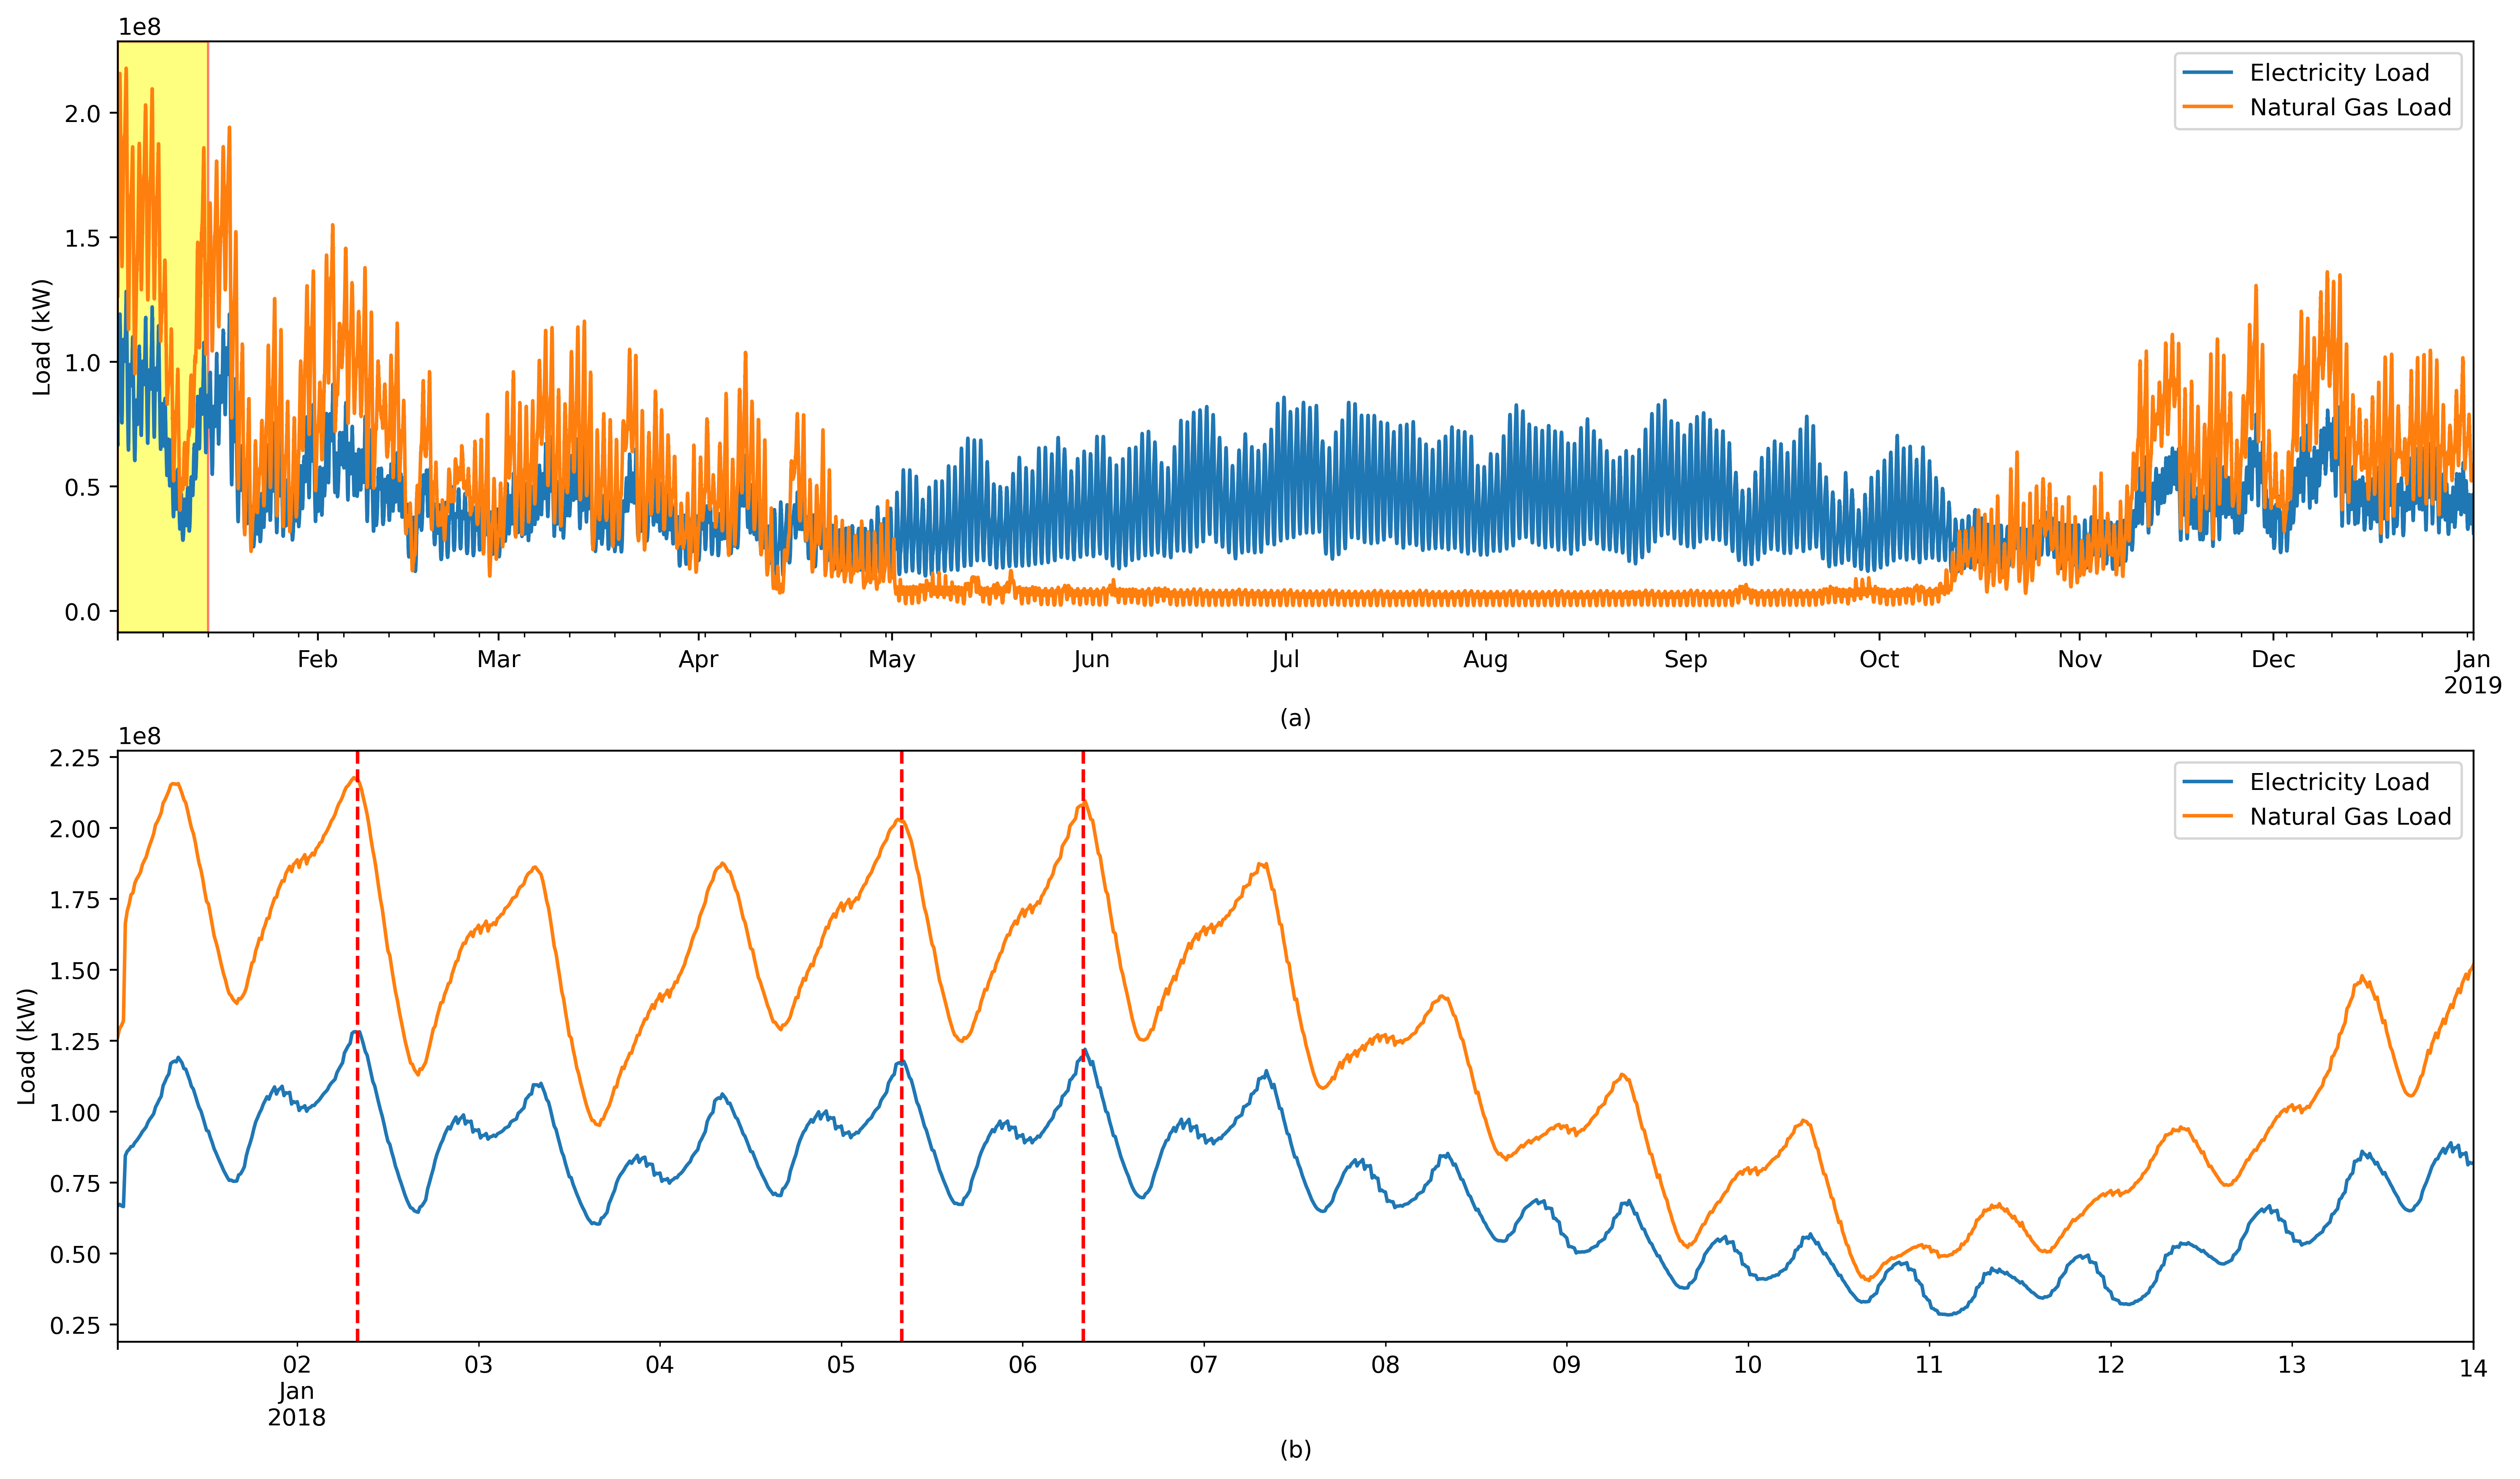 1e8
Load (kW)
2.0
1.5
1.0
0.5
0.0
Electricity Load
Natural Gas Load
Feb Mar Apr May Jun Jul Aug Sep Oct Nov Dec Jan
2019
(a)
1e8
Load (kW)
2.25
2.00
1.75
1.50
1.25
1.00
0.75
0.50
0.25
Electricity Load
Natural Gas Load
02 03 04 05 06 07 08 09 10 11 12 13 14
Jan
2018
(b)